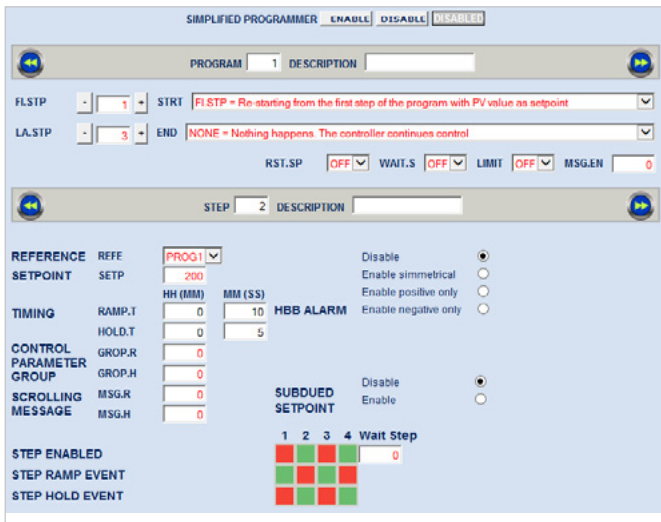 SIMPLIFIED PROGRAMMER ENABLE DISABLE DISABLED
PROGRAM 1 DESCRIPTION
FI.STP - 1 + STRT FI.STP = Re-starting from the first step of the program with PV value as setpoint
LA.STP - 3 + END NONE = Nothing happens. The controller continues control
RST.SP OFF WAIT.S OFF LIMIT OFF MSG.EN 0
STEP 2 DESCRIPTION
REFERENCE REFE PROG1 Disable
SETPOINT SETP 200 Enable simmetrical
HH (MM) MM (SS) Enable positive only
TIMING RAMP.T 0 10 HBB ALARM Enable negative only
HOLD.T 0 5
CONTROL PARAMETER GROUP GROP.R 0
GROP.H 0
SCROLLING MESSAGE MSG.R 0
MSG.H 0
SUBDUED SETPOINT Disable
Enable
1 2 3 4 Wait Step
STEP ENABLED 0
STEP RAMP EVENT
STEP HOLD EVENT